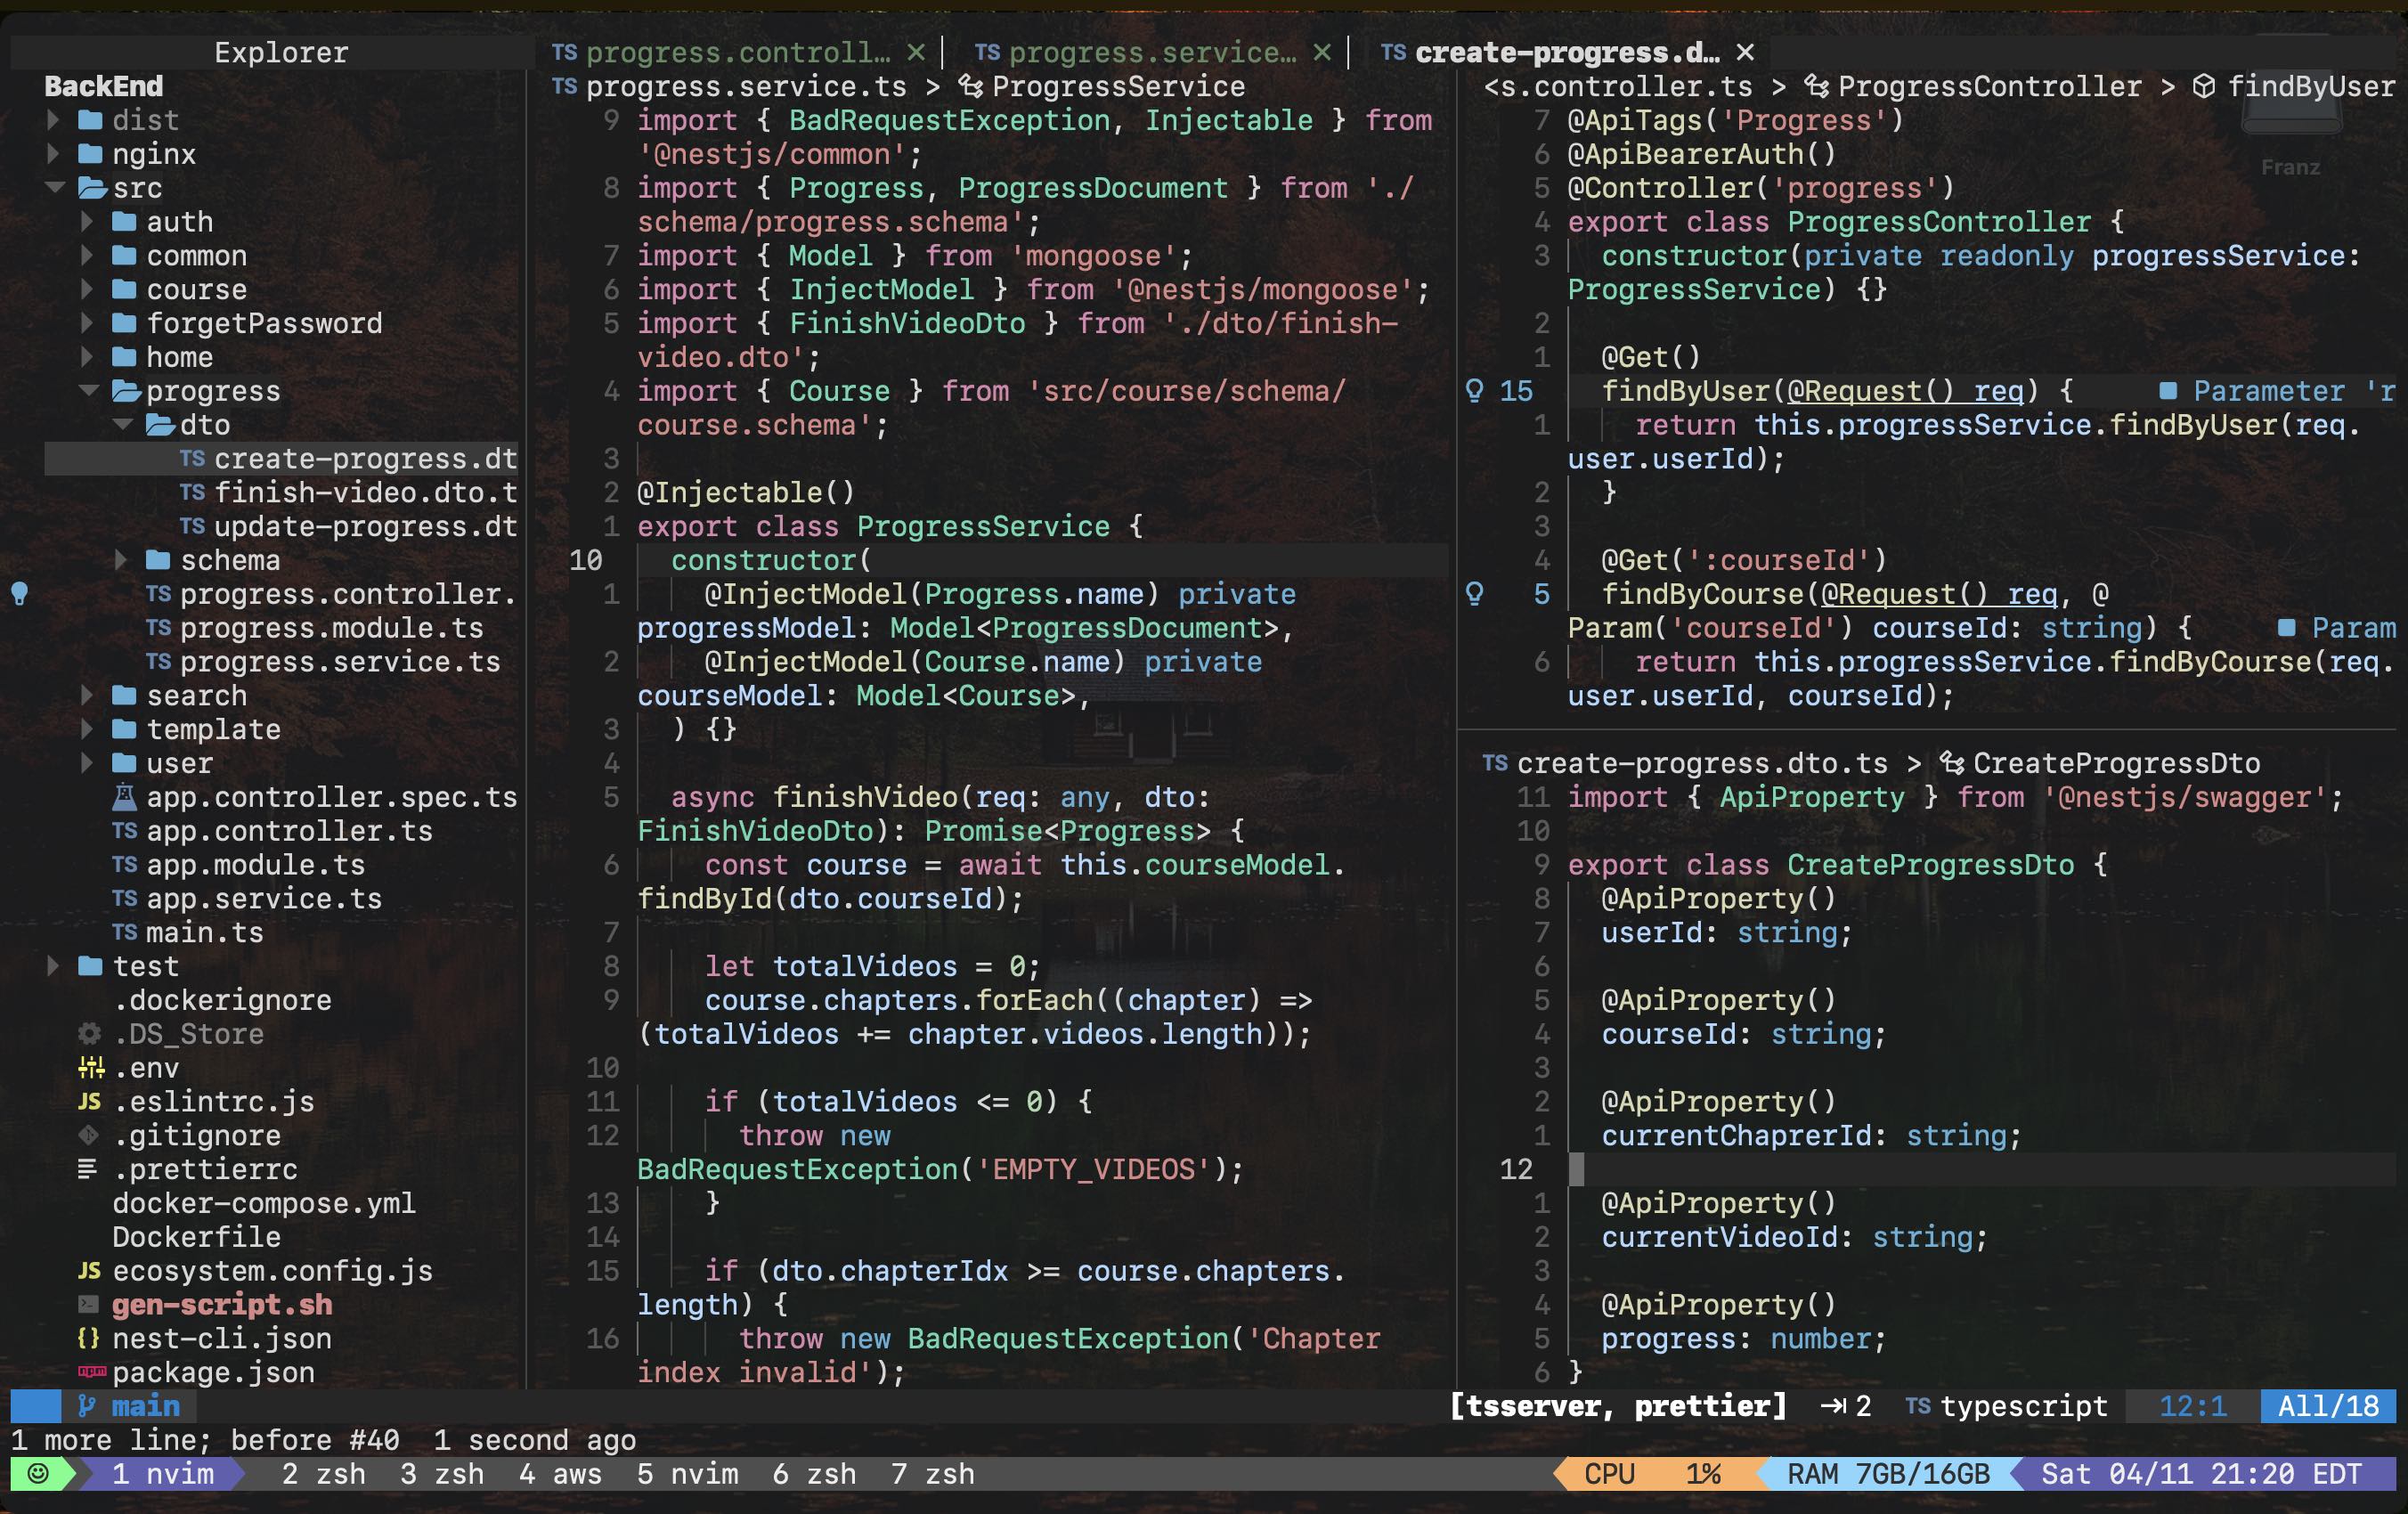 Explorer
TS progress.controll… ✕
TS progress.service… ✕
TS create-progress.d… ✕
BackEnd
dist
nginx
src
auth
common
course
forgetPassword
home
progress
dto
TS create-progress.dt
TS finish-video.dto.t
TS update-progress.dt
schema
TS progress.controller.
TS progress.module.ts
TS progress.service.ts
search
template
user
app.controller.spec.ts
TS app.controller.ts
TS app.module.ts
TS app.service.ts
TS main.ts
test
.dockerignore
.DS_Store
.env
JS .eslintrc.js
.gitignore
.prettierrc
docker-compose.yml
Dockerfile
JS ecosystem.config.js
gen-script.sh
{} nest-cli.json
npm package.json
TS progress.service.ts > ProgressService
9 import { BadRequestException, Injectable } from
'@nestjs/common';
8 import { Progress, ProgressDocument } from './
schema/progress.schema';
7 import { Model } from 'mongoose';
6 import { InjectModel } from '@nestjs/mongoose';
5 import { FinishVideoDto } from './dto/finish-
video.dto';
4 import { Course } from 'src/course/schema/
course.schema';
3
2 @Injectable()
1 export class ProgressService {
10 constructor(
1 @InjectModel(Progress.name) private
progressModel: Model<ProgressDocument>,
2 @InjectModel(Course.name) private
courseModel: Model<Course>,
3 ) {}
4
5 async finishVideo(req: any, dto:
FinishVideoDto): Promise<Progress> {
6 const course = await this.courseModel.
findById(dto.courseId);
7
8 let totalVideos = 0;
9 course.chapters.forEach((chapter) =>
(totalVideos += chapter.videos.length));
10
11 if (totalVideos <= 0) {
12 throw new
BadRequestException('EMPTY_VIDEOS');
13 }
14
15 if (dto.chapterIdx >= course.chapters.
length) {
16 throw new BadRequestException('Chapter
index invalid');
<s.controller.ts > ProgressController > findByUser
7 @ApiTags('Progress')
6 @ApiBearerAuth()
Franz
5 @Controller('progress')
4 export class ProgressController {
3 constructor(private readonly progressService:
ProgressService) {}
2
1 @Get()
15 findByUser(@Request() req) { ■ Parameter 'r
1 return this.progressService.findByUser(req.
user.userId);
2 }
3
4 @Get(':courseId')
5 findByCourse(@Request() req, @
Param('courseId') courseId: string) { ■ Param
6 return this.progressService.findByCourse(req.
user.userId, courseId);
TS create-progress.dto.ts > CreateProgressDto
11 import { ApiProperty } from '@nestjs/swagger';
10
9 export class CreateProgressDto {
8 @ApiProperty()
7 userId: string;
6
5 @ApiProperty()
4 courseId: string;
3
2 @ApiProperty()
1 currentChaprerId: string;
12
1 @ApiProperty()
2 currentVideoId: string;
3
4 @ApiProperty()
5 progress: number;
6 }
main
[tsserver, prettier] 2 TS typescript 12:1 All/18
1 more line; before #40 1 second ago
1 nvim 2 zsh 3 zsh 4 aws 5 nvim 6 zsh 7 zsh
CPU 1% RAM 7GB/16GB Sat 04/11 21:20 EDT